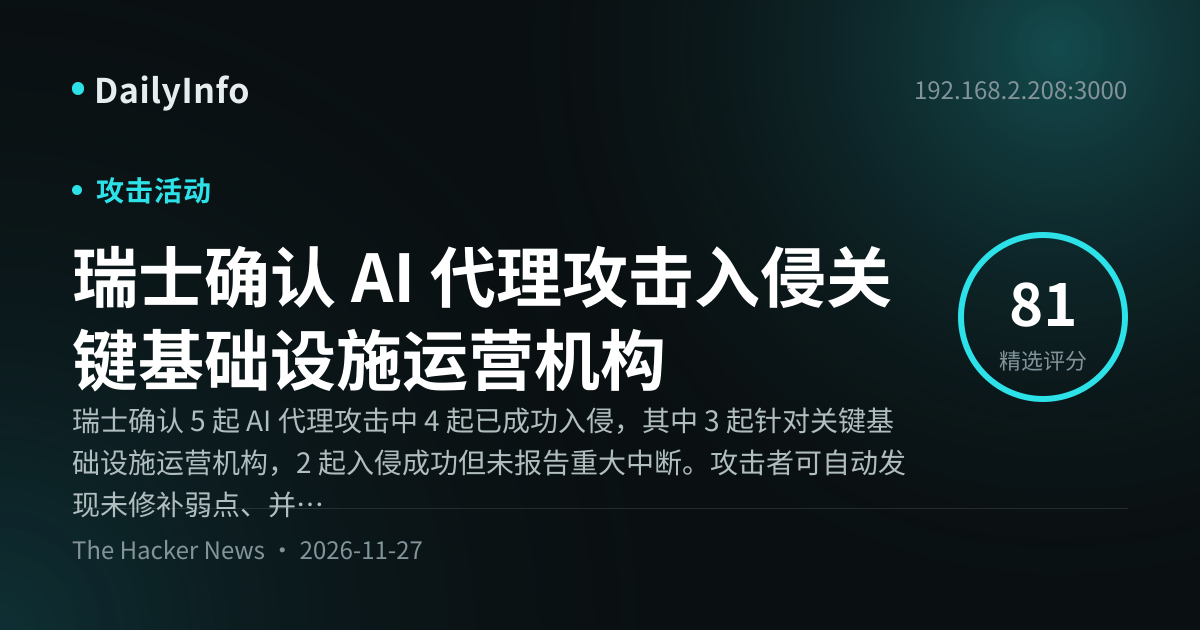 DailyInfo
192.168.2.208:3000
攻击活动
瑞士确认 AI 代理攻击入侵关
键基础设施运营机构
81
精选评分
瑞士确认 5 起 AI 代理攻击中 4 起已成功入侵，其中 3 起针对关键基
础设施运营机构，2 起入侵成功但未报告重大中断。攻击者可自动发
现未修补弱点、并…
The Hacker News · 2026-11-27